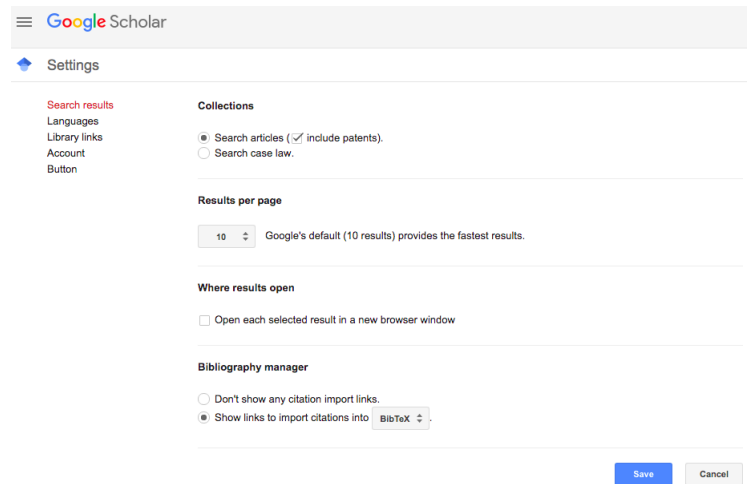 Google Scholar
Settings
Search results
Languages
Library links
Account
Button
Collections
Search articles ( include patents).
Search case law.
Results per page
10 Google's default (10 results) provides the fastest results.
Where results open
Open each selected result in a new browser window
Bibliography manager
Don't show any citation import links.
Show links to import citations into BibTeX .
Save Cancel